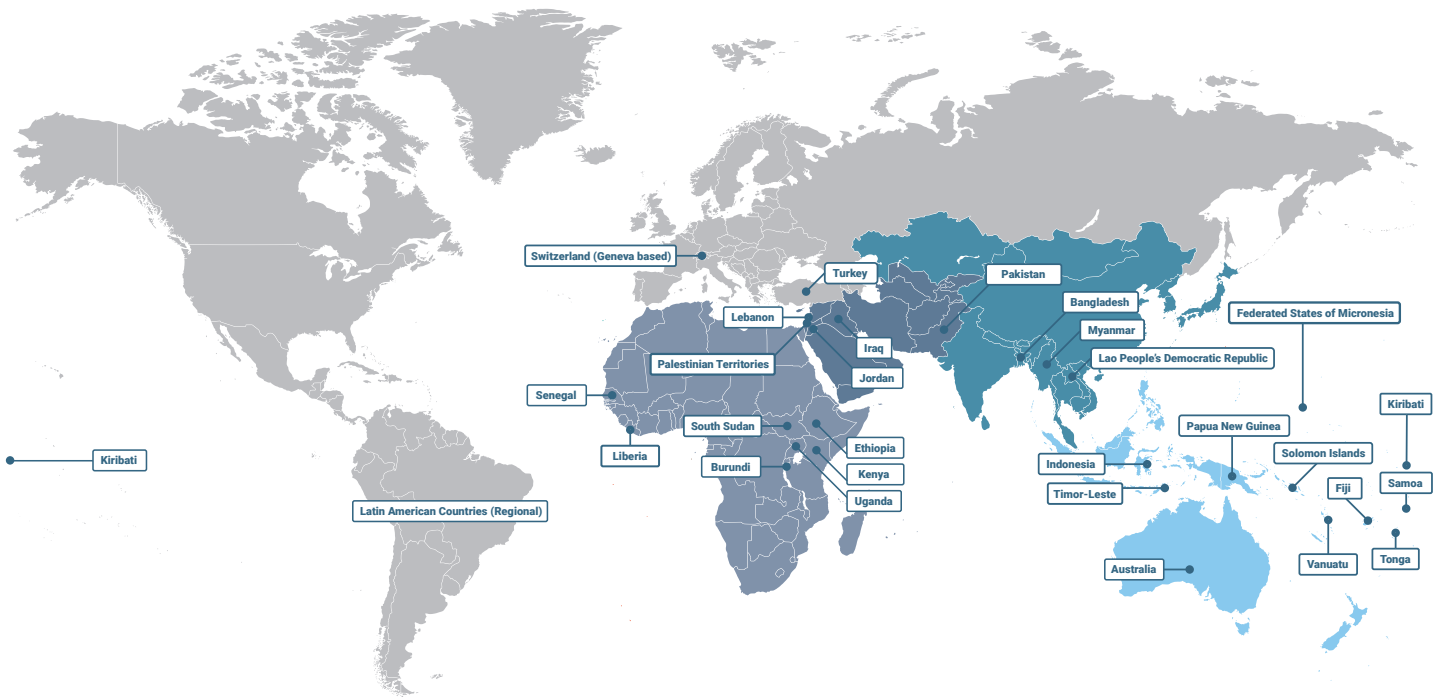 Switzerland (Geneva based)
Turkey
Pakistan
Bangladesh
Lebanon
Federated States of Micronesia
Myanmar
Iraq
Lao People's Democratic Republic
Palestinian Territories
Jordan
Senegal
Kiribati
South Sudan
Papua New Guinea
Ethiopia
Liberia
Solomon Islands
Kiribati
Indonesia
Burundi
Kenya
Samoa
Fiji
Timor-Leste
Uganda
Latin American Countries (Regional)
Tonga
Vanuatu
Australia